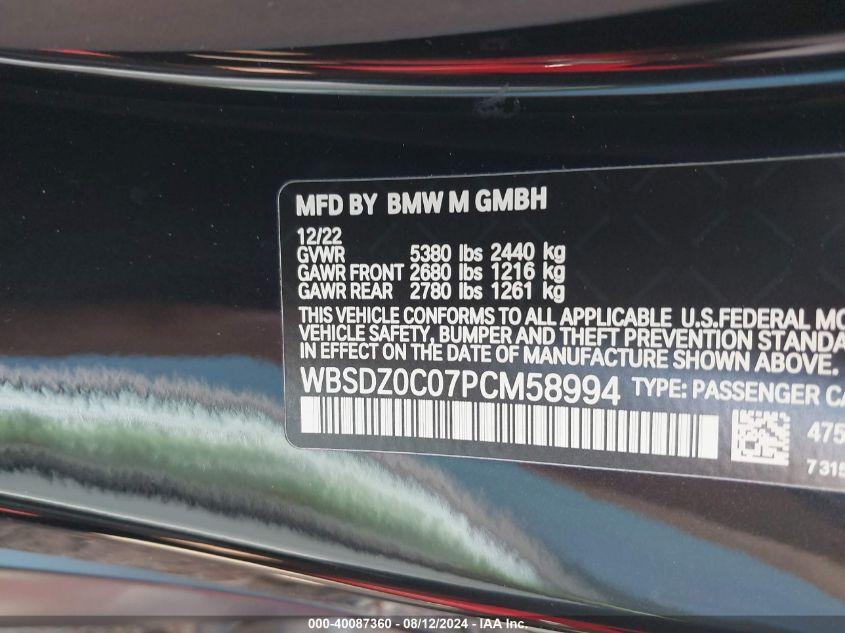 MFD BY BMW M GMBH
12/22
GVWR 5380 lbs 2440 kg
GAWR FRONT 2680 lbs 1216 kg
GAWR REAR 2780 lbs 1261 kg
THIS VEHICLE CONFORMS TO ALL APPLICABLE U.S.FEDERAL MO
VEHICLE SAFETY, BUMPER AND THEFT PREVENTION STANDA
IN EFFECT ON THE DATE OF MANUFACTURE SHOWN ABOVE.
WBSDZ0C07PCM58994 TYPE: PASSENGER CA
475
7315
000-40087360 - 08/12/2024 - IAA Inc.